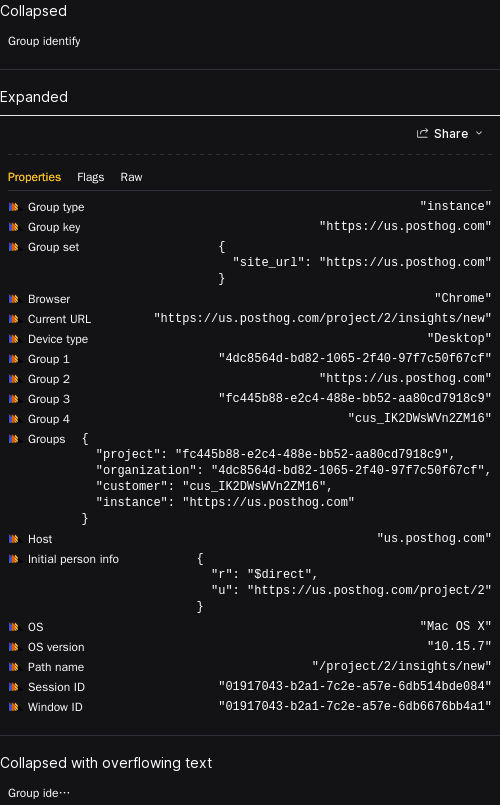 Collapsed
Group identify
Expanded
Share
Properties Flags Raw
Group type "instance"
Group key "https://us.posthog.com"
Group set {
"site_url": "https://us.posthog.com"
}
Browser "Chrome"
Current URL "https://us.posthog.com/project/2/insights/new"
Device type "Desktop"
Group 1 "4dc8564d-bd82-1065-2f40-97f7c50f67cf"
Group 2 "https://us.posthog.com"
Group 3 "fc445b88-e2c4-488e-bb52-aa80cd7918c9"
Group 4 "cus_IK2DWsWVn2ZM16"
Groups {
"project": "fc445b88-e2c4-488e-bb52-aa80cd7918c9",
"organization": "4dc8564d-bd82-1065-2f40-97f7c50f67cf",
"customer": "cus_IK2DWsWVn2ZM16",
"instance": "https://us.posthog.com"
}
Host "us.posthog.com"
Initial person info {
"r": "$direct",
"u": "https://us.posthog.com/project/2"
}
OS "Mac OS X"
OS version "10.15.7"
Path name "/project/2/insights/new"
Session ID "01917043-b2a1-7c2e-a57e-6db514bde084"
Window ID "01917043-b2a1-7c2e-a57e-6db6676bb4a1"
Collapsed with overflowing text
Group ide…